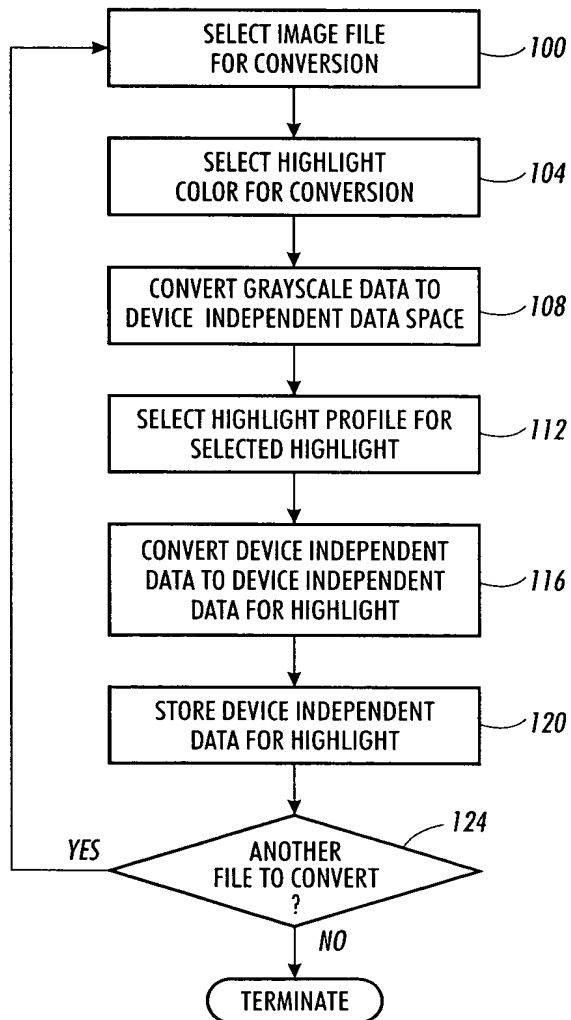 SELECT IMAGE FILE
FOR CONVERSION
100
SELECT HIGHLIGHT
COLOR FOR CONVERSION
104
CONVERT GRAYSCALE DATA TO
DEVICE INDEPENDENT DATA SPACE
108
SELECT HIGHLIGHT PROFILE FOR
SELECTED HIGHLIGHT
112
CONVERT DEVICE INDEPENDENT
DATA TO DEVICE INDEPENDENT
DATA FOR HIGHLIGHT
116
STORE DEVICE INDEPENDENT
DATA FOR HIGHLIGHT
120
124
YES
ANOTHER
FILE TO CONVERT
?
NO
TERMINATE